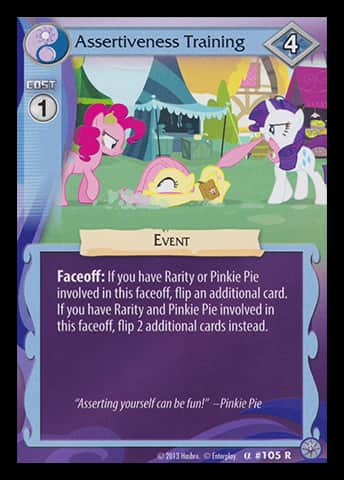 Assertiveness Training
4
COST
1
EVENT
Faceoff: If you have Rarity or Pinkie Pie
involved in this faceoff, flip an additional card.
If you have Rarity and Pinkie Pie involved in
this faceoff, flip 2 additional cards instead.
“Asserting yourself can be fun!” –Pinkie Pie
© 2013 Hasbro. © Enterplay α #105 R